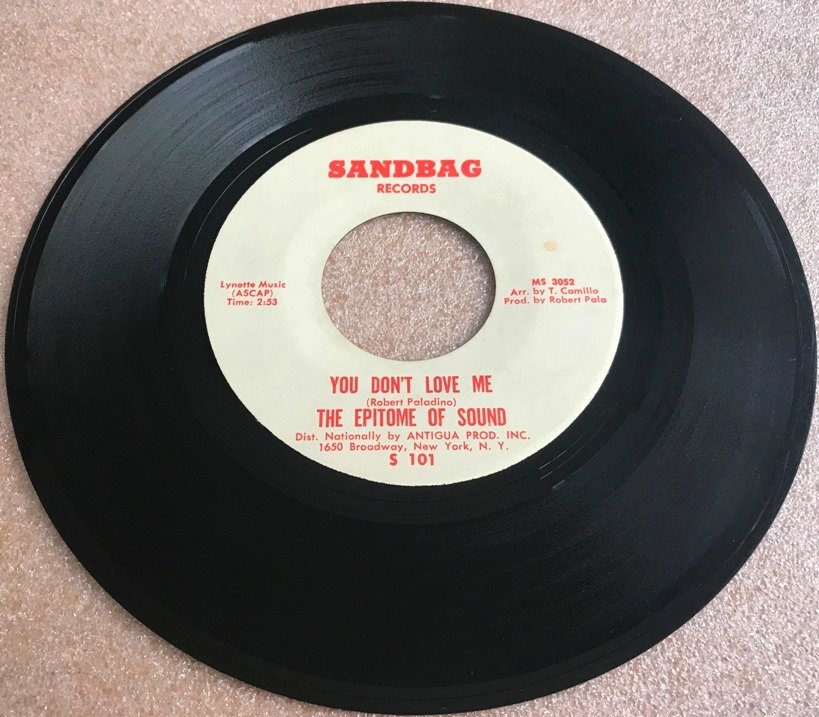 SANDBAG
RECORDS
Lynette Music
(ASCAP)
Time: 2:53
MS 3052
Arr. by T. Camillo
Prod. by Robert Pala
YOU DON'T LOVE ME
(Robert Paladino)
THE EPITOME OF SOUND
Dist. Nationally by ANTIGUA PROD. INC.
1650 Broadway, New York, N. Y.
S 101